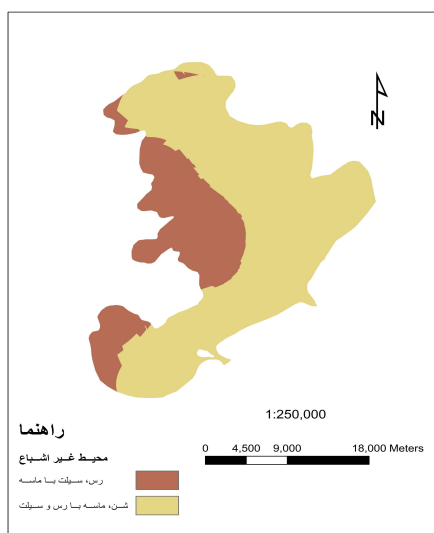 N
1:250,000
0 4,500 9,000 18,000 Meters
راهنما
محیط غیر اشباع
رس، سیلت با ماسه
شن، ماسه با رس و سیلت